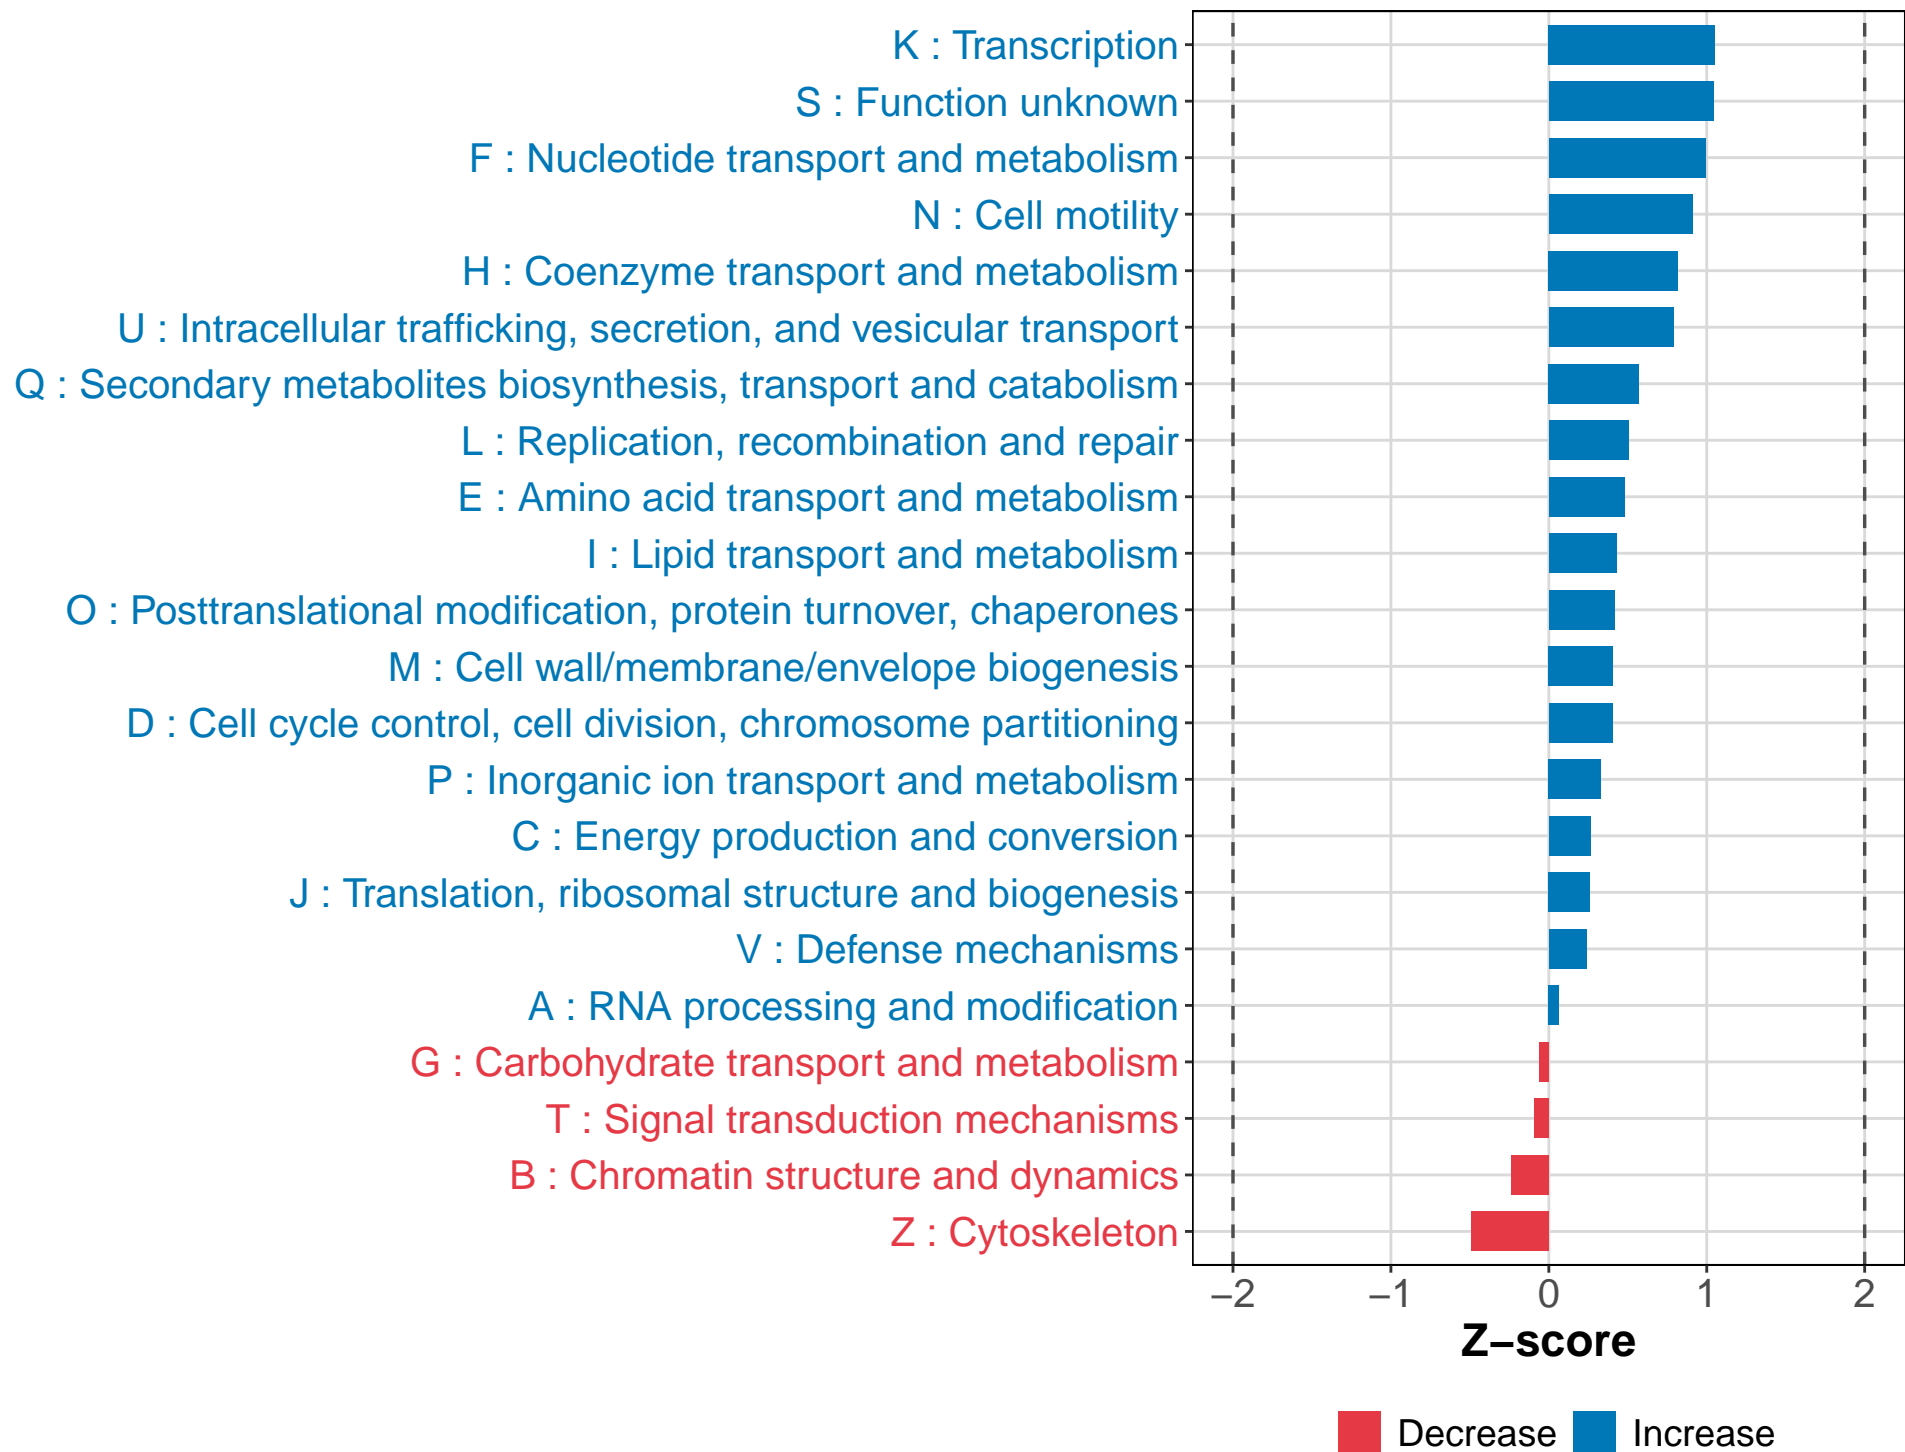 K : Transcription
S : Function unknown
F : Nucleotide transport and metabolism
N : Cell motility
H : Coenzyme transport and metabolism
U : Intracellular trafficking, secretion, and vesicular transport
Q : Secondary metabolites biosynthesis, transport and catabolism
L : Replication, recombination and repair
E : Amino acid transport and metabolism
I : Lipid transport and metabolism
O : Posttranslational modification, protein turnover, chaperones
M : Cell wall/membrane/envelope biogenesis
D : Cell cycle control, cell division, chromosome partitioning
P : Inorganic ion transport and metabolism
C : Energy production and conversion
J : Translation, ribosomal structure and biogenesis
V : Defense mechanisms
A : RNA processing and modification
G : Carbohydrate transport and metabolism
T : Signal transduction mechanisms
B : Chromatin structure and dynamics
Z : Cytoskeleton
−2 −1 0 1 2
Z−score
Decrease Increase